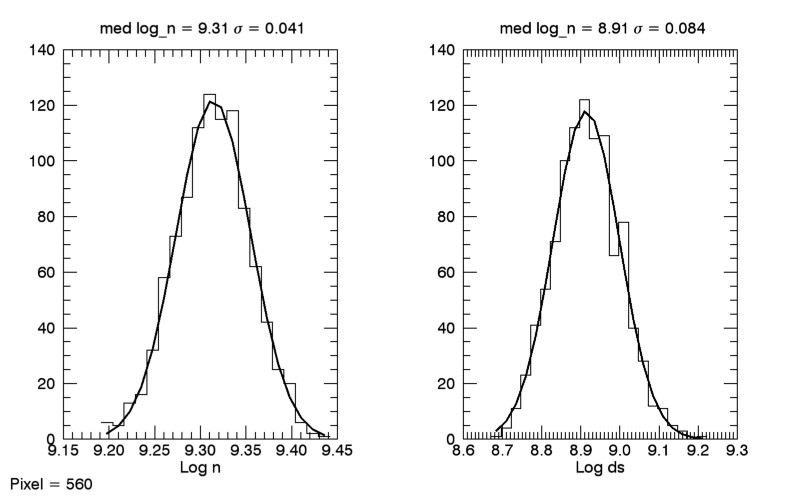 med log_n = 9.31 σ = 0.041
140
120
100
80
60
40
20
0
9.15 9.20 9.25 9.30 9.35 9.40 9.45
Log n
med log_n = 8.91 σ = 0.084
140
120
100
80
60
40
20
0
8.6 8.7 8.8 8.9 9.0 9.1 9.2 9.3
Log ds
Pixel = 560